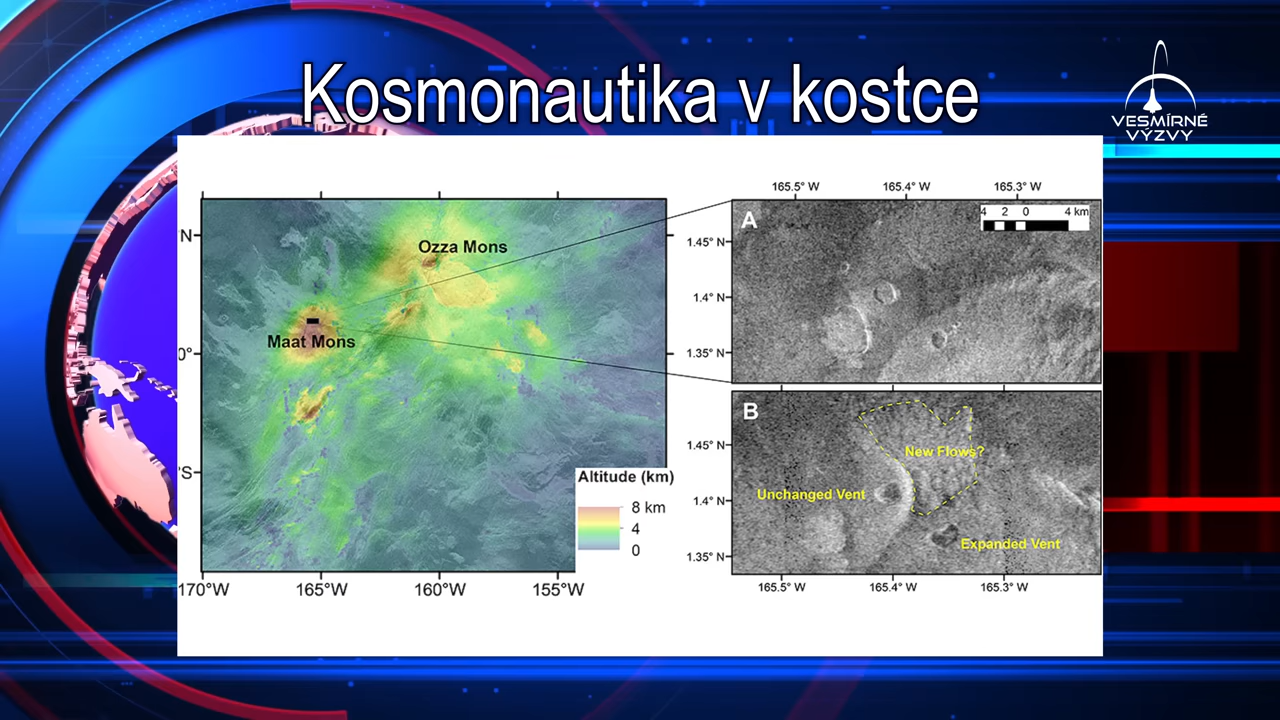 Kosmonautika v kostce
VESMÍRNÉ
VÝZVY
N
0°
°S
170°W
165°W
160°W
155°W
Ozza Mons
Maat Mons
Altitude (km)
8 km
4
0
165.5° W
165.4° W
165.3° W
A
4 2 0 4 km
1.45° N
1.4° N
1.35° N
B
New Flows?
Unchanged Vent
Expanded Vent
1.45° N
1.4° N
1.35° N
165.5° W
165.4° W
165.3° W